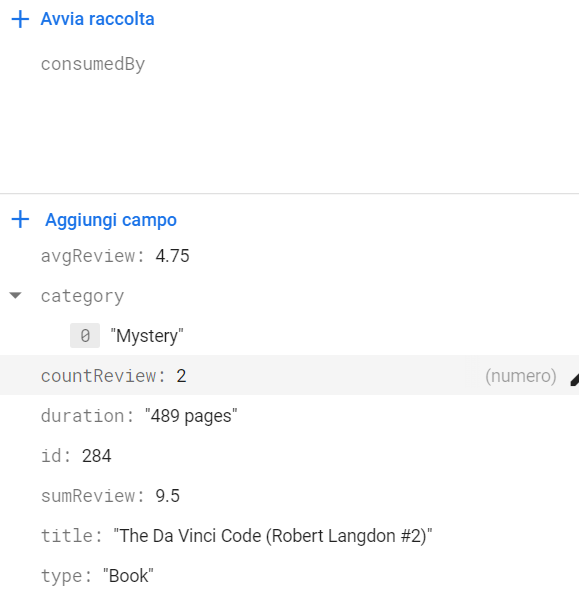 + Avvia raccolta
consumedBy
+ Aggiungi campo
avgReview: 4.75
category
0 "Mystery"
countReview: 2 (numero)
duration: "489 pages"
id: 284
sumReview: 9.5
title: "The Da Vinci Code (Robert Langdon #2)"
type: "Book"